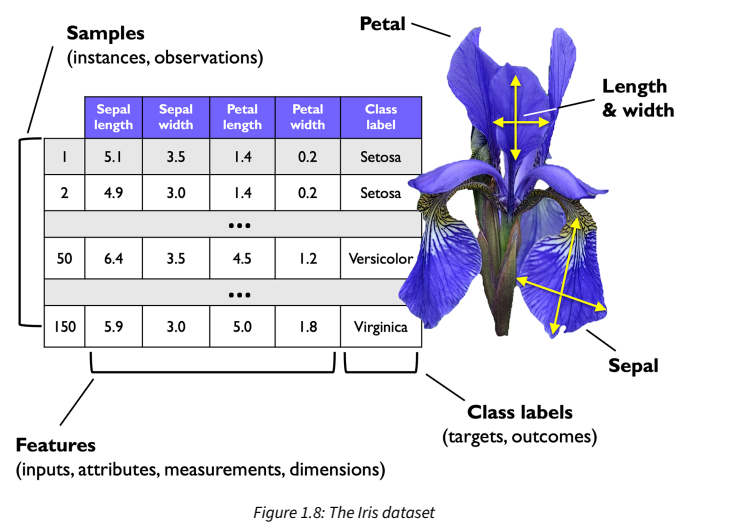 Samples
(instances, observations)
Petal
Length
& width
Sepal length Sepal width Petal length Petal width Class label
1 5.1 3.5 1.4 0.2 Setosa
2 4.9 3.0 1.4 0.2 Setosa
...
50 6.4 3.5 4.5 1.2 Versicolor
...
150 5.9 3.0 5.0 1.8 Virginica
Sepal
Class labels
(targets, outcomes)
Features
(inputs, attributes, measurements, dimensions)
Figure 1.8: The Iris dataset